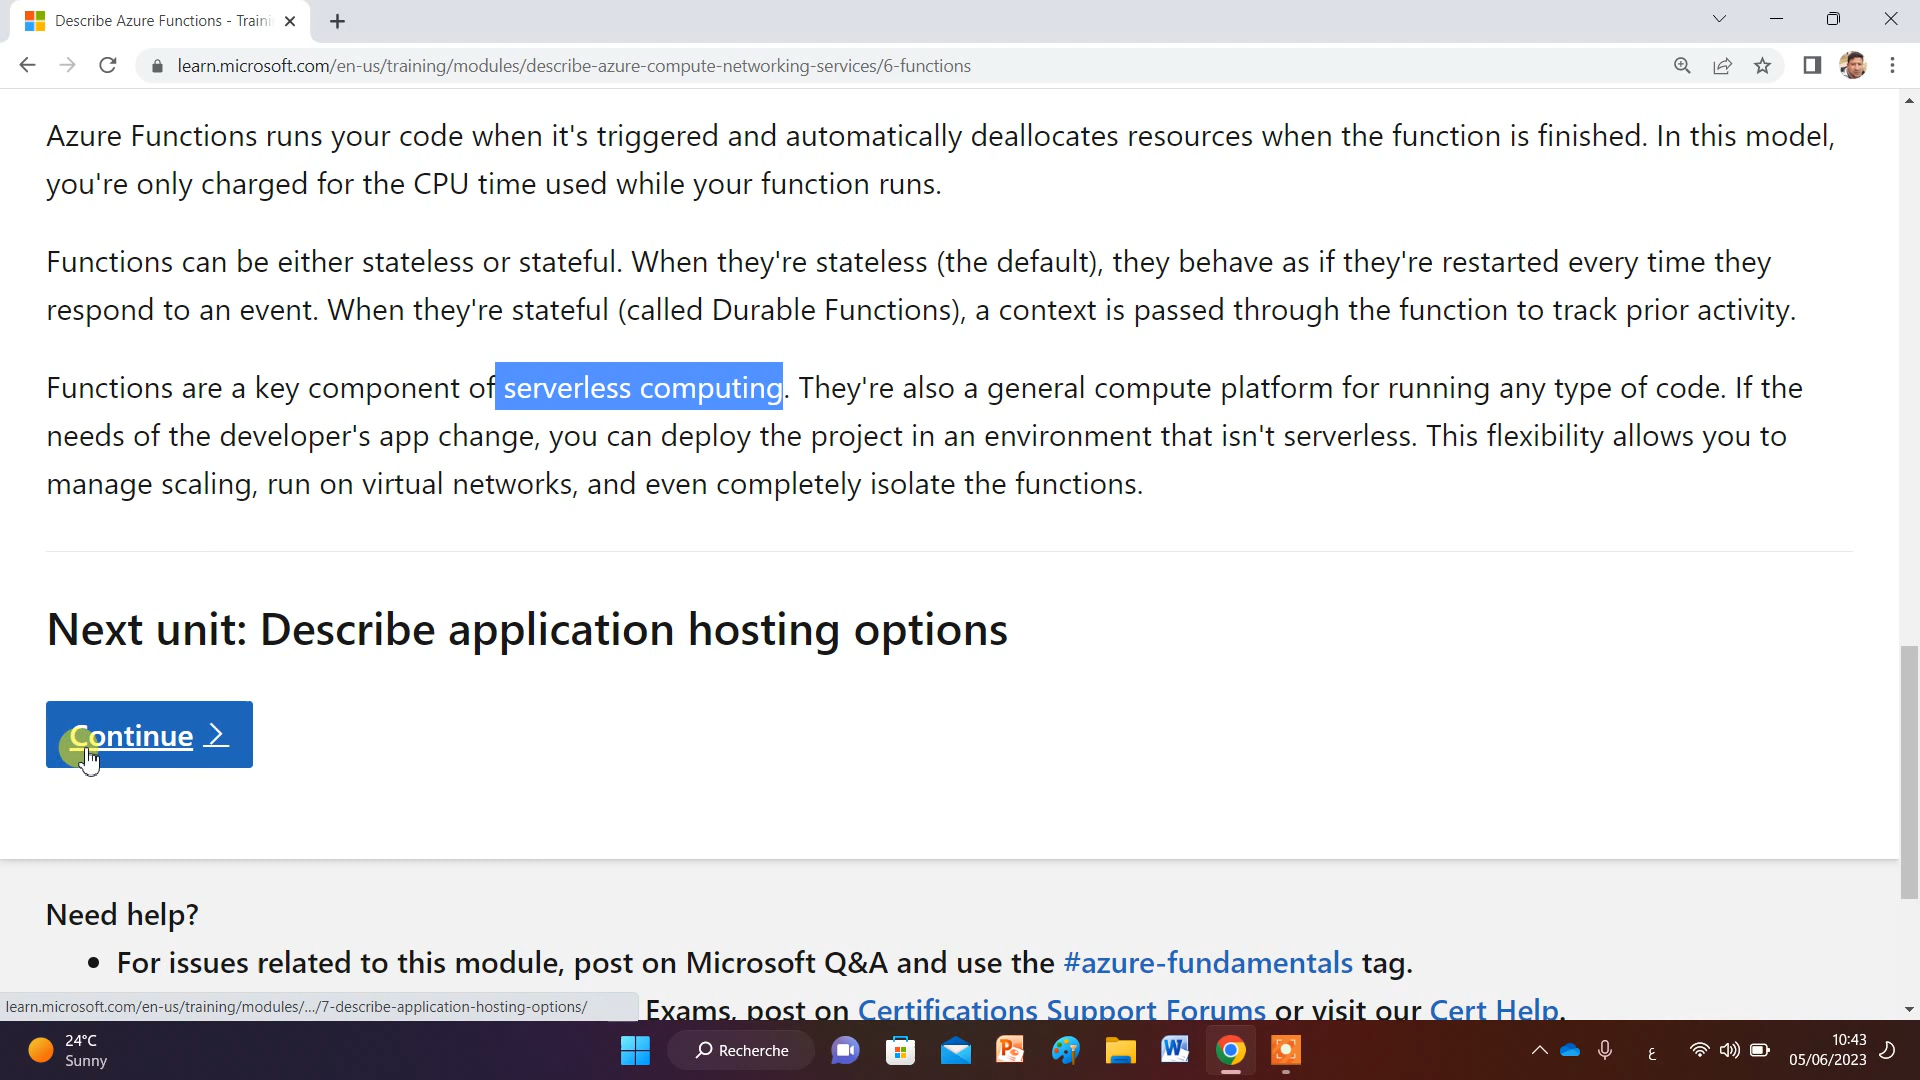 Describe Azure Functions - Traini
learn.microsoft.com/en-us/training/modules/describe-azure-compute-networking-services/6-functions
Azure Functions runs your code when it's triggered and automatically deallocates resources when the function is finished. In this model,
you're only charged for the CPU time used while your function runs.
Functions can be either stateless or stateful. When they're stateless (the default), they behave as if they're restarted every time they
respond to an event. When they're stateful (called Durable Functions), a context is passed through the function to track prior activity.
Functions are a key component of serverless computing. They're also a general compute platform for running any type of code. If the
needs of the developer's app change, you can deploy the project in an environment that isn't serverless. This flexibility allows you to
manage scaling, run on virtual networks, and even completely isolate the functions.
Next unit: Describe application hosting options
Continue
Need help?
• For issues related to this module, post on Microsoft Q&A and use the #azure-fundamentals tag.
Exams, post on Certifications Support Forums or visit our Cert Help.
learn.microsoft.com/en-us/training/modules/.../7-describe-application-hosting-options/
24°C
Sunny
Recherche
ع
10:43
05/06/2023